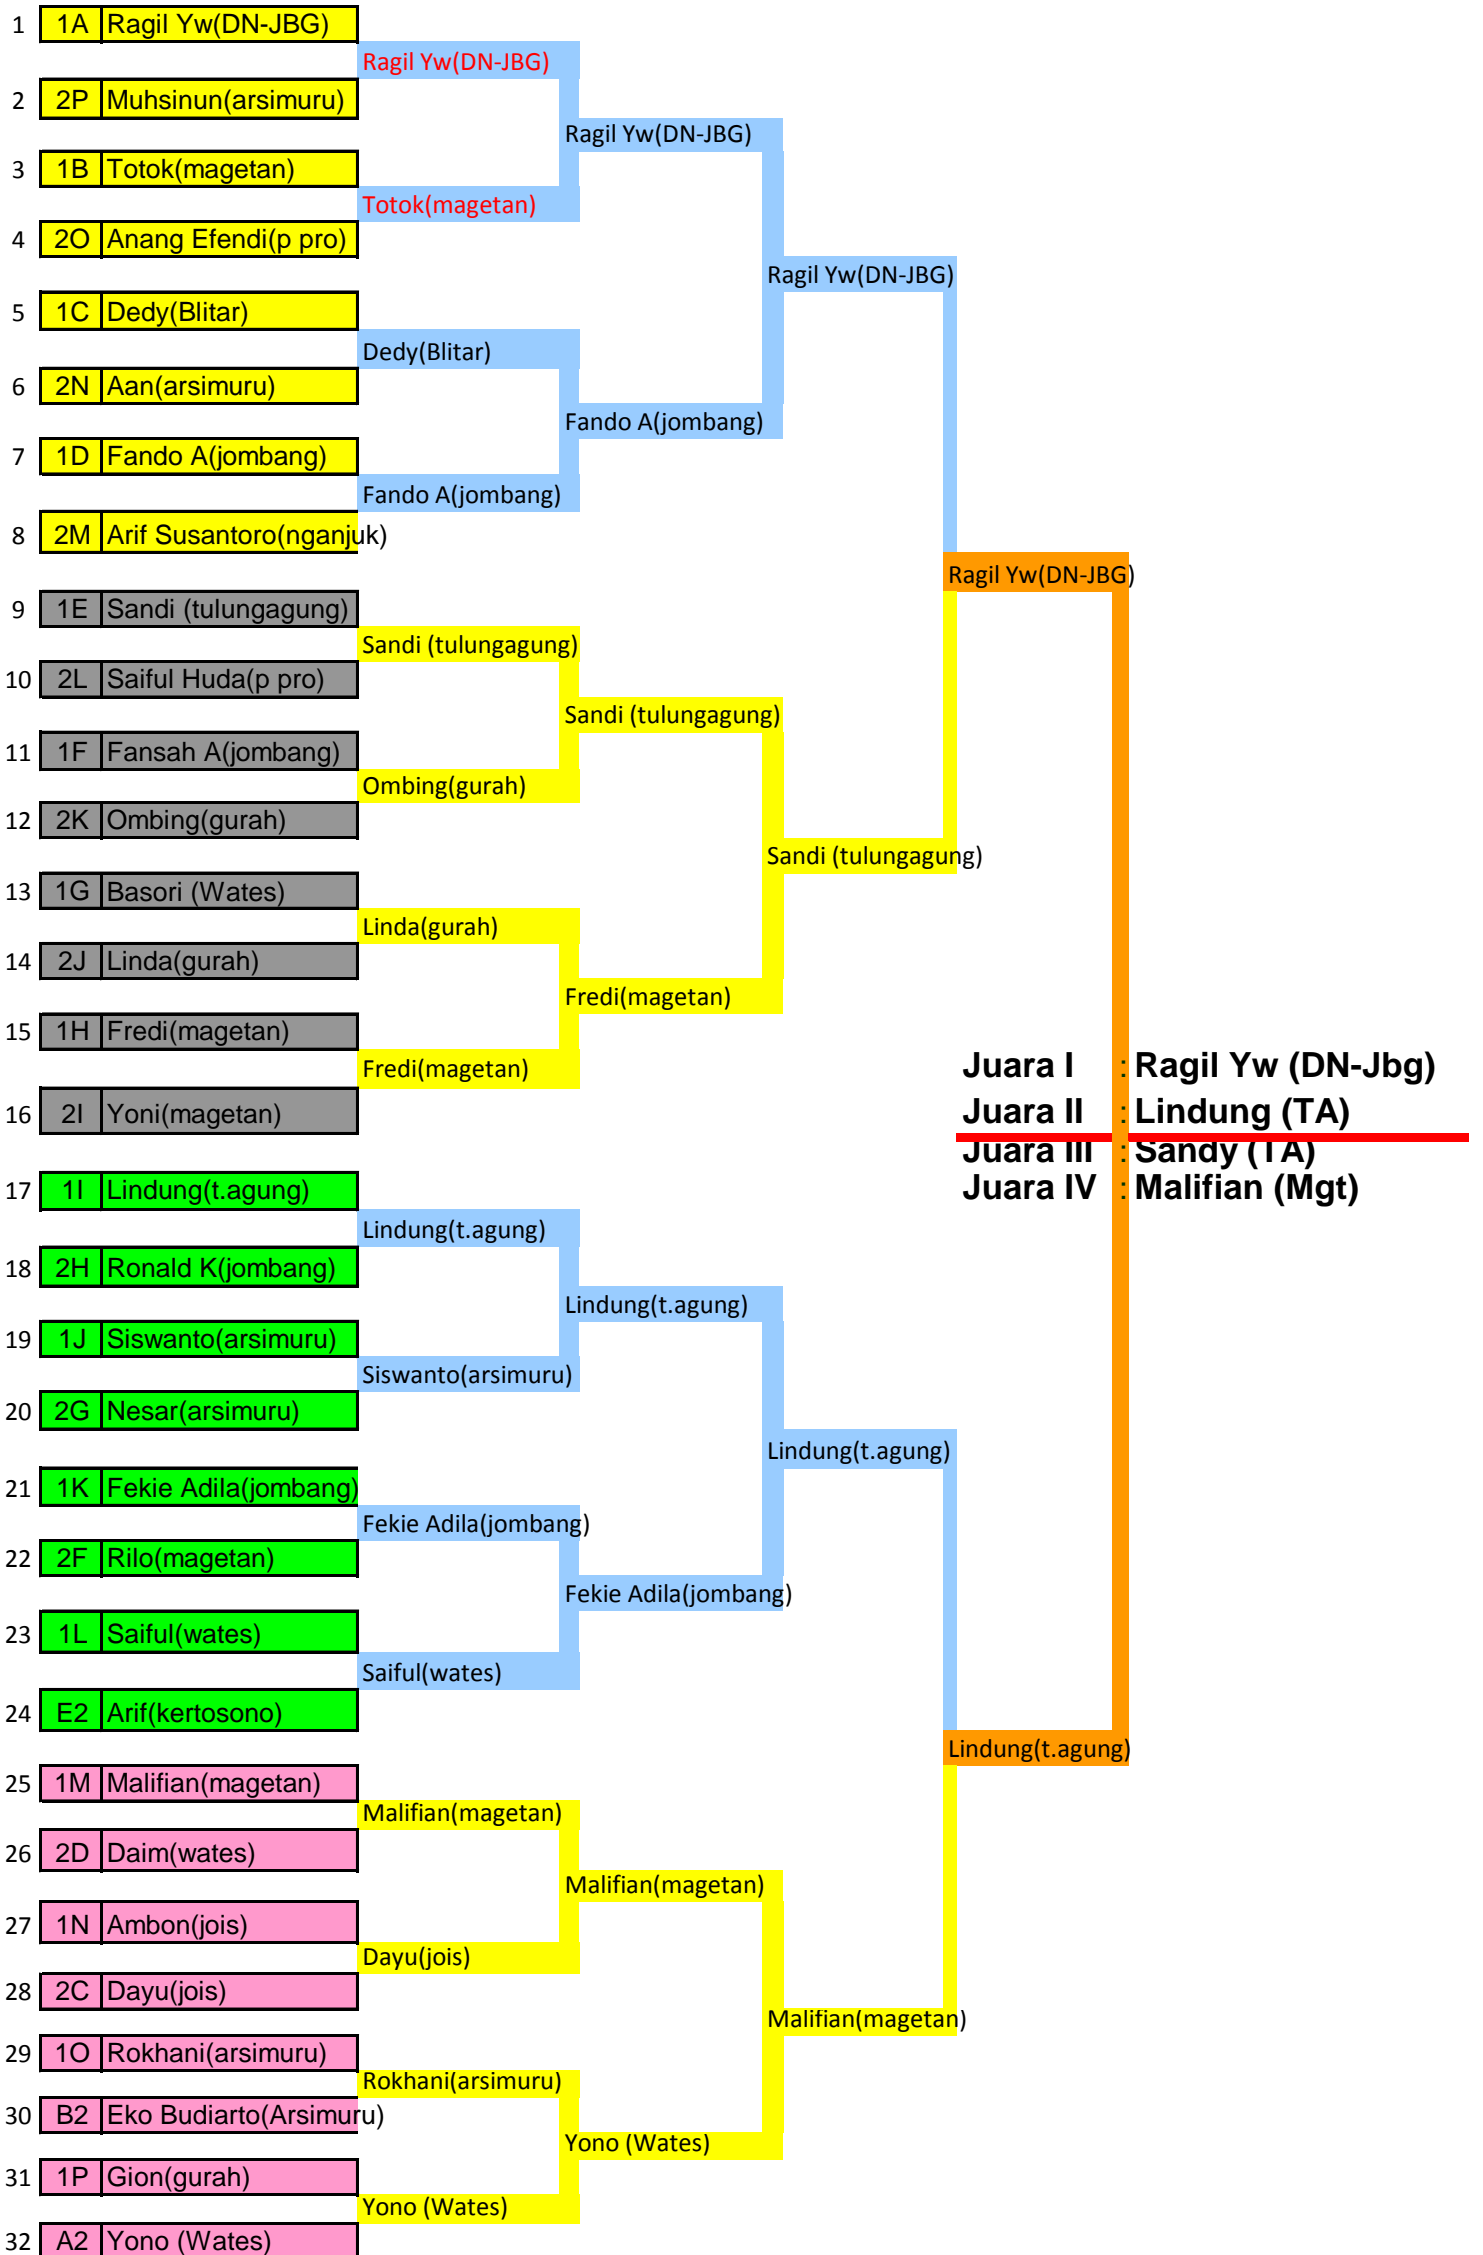 1 1A Ragil Yw(DN-JBG)
Ragil Yw(DN-JBG)
2 2P Muhsinun(arsimuru)
Ragil Yw(DN-JBG)
3 1B Totok(magetan)
Totok(magetan)
4 2O Anang Efendi(p pro)
Ragil Yw(DN-JBG)
5 1C Dedy(Blitar)
Dedy(Blitar)
6 2N Aan(arsimuru)
Fando A(jombang)
7 1D Fando A(jombang)
Fando A(jombang)
8 2M Arif Susantoro(nganjuk)
Ragil Yw(DN-JBG)
9 1E Sandi (tulungagung)
Sandi (tulungagung)
10 2L Saiful Huda(p pro)
Sandi (tulungagung)
11 1F Fansah A(jombang)
Ombing(gurah)
12 2K Ombing(gurah)
Sandi (tulungagung)
13 1G Basori (Wates)
Linda(gurah)
14 2J Linda(gurah)
Fredi(magetan)
15 1H Fredi(magetan)
Fredi(magetan)
Juara I : Ragil Yw (DN-Jbg)
16 2I Yoni(magetan)
Juara II : Lindung (TA)
Juara III : Sandy (TA)
Juara IV : Malifian (Mgt)
17 1I Lindung(t.agung)
Lindung(t.agung)
18 2H Ronald K(jombang)
Lindung(t.agung)
19 1J Siswanto(arsimuru)
Siswanto(arsimuru)
20 2G Nesar(arsimuru)
Lindung(t.agung)
21 1K Fekie Adila(jombang)
Fekie Adila(jombang)
22 2F Rilo(magetan)
Fekie Adila(jombang)
23 1L Saiful(wates)
Saiful(wates)
24 E2 Arif(kertosono)
Lindung(t.agung)
25 1M Malifian(magetan)
Malifian(magetan)
26 2D Daim(wates)
Malifian(magetan)
27 1N Ambon(jois)
Dayu(jois)
28 2C Dayu(jois)
Malifian(magetan)
29 1O Rokhani(arsimuru)
Rokhani(arsimuru)
30 B2 Eko Budiarto(Arsimuru)
Yono (Wates)
31 1P Gion(gurah)
Yono (Wates)
32 A2 Yono (Wates)